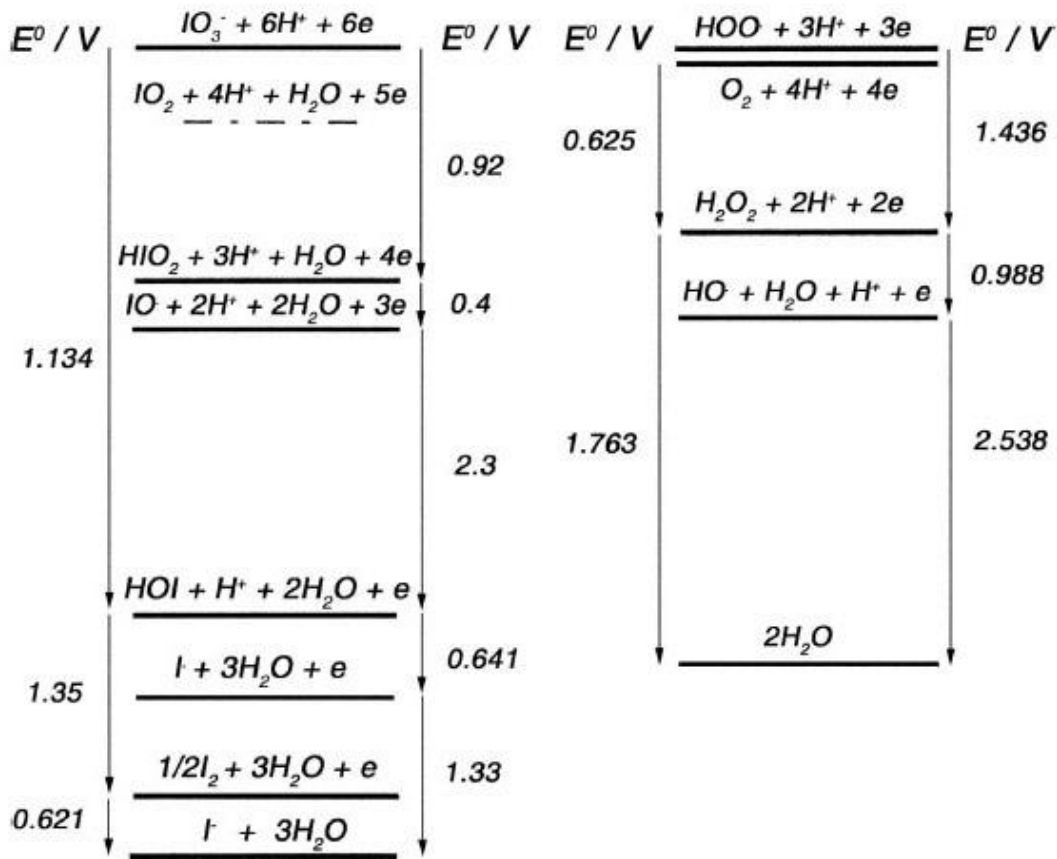 E⁰ / V
IO₃⁻ + 6H⁺ + 6e
E⁰ / V
IO₂ + 4H⁺ + H₂O + 5e
0.92
HIO₂ + 3H⁺ + H₂O + 4e
IO· + 2H⁺ + 2H₂O + 3e
0.4
1.134
2.3
HOI + H⁺ + 2H₂O + e
I· + 3H₂O + e
0.641
1.35
1/2I₂ + 3H₂O + e
1.33
0.621
I⁻ + 3H₂O
E⁰ / V
HOO· + 3H⁺ + 3e
E⁰ / V
O₂ + 4H⁺ + 4e
0.625
1.436
H₂O₂ + 2H⁺ + 2e
HO· + H₂O + H⁺ + e
0.988
1.763
2.538
2H₂O